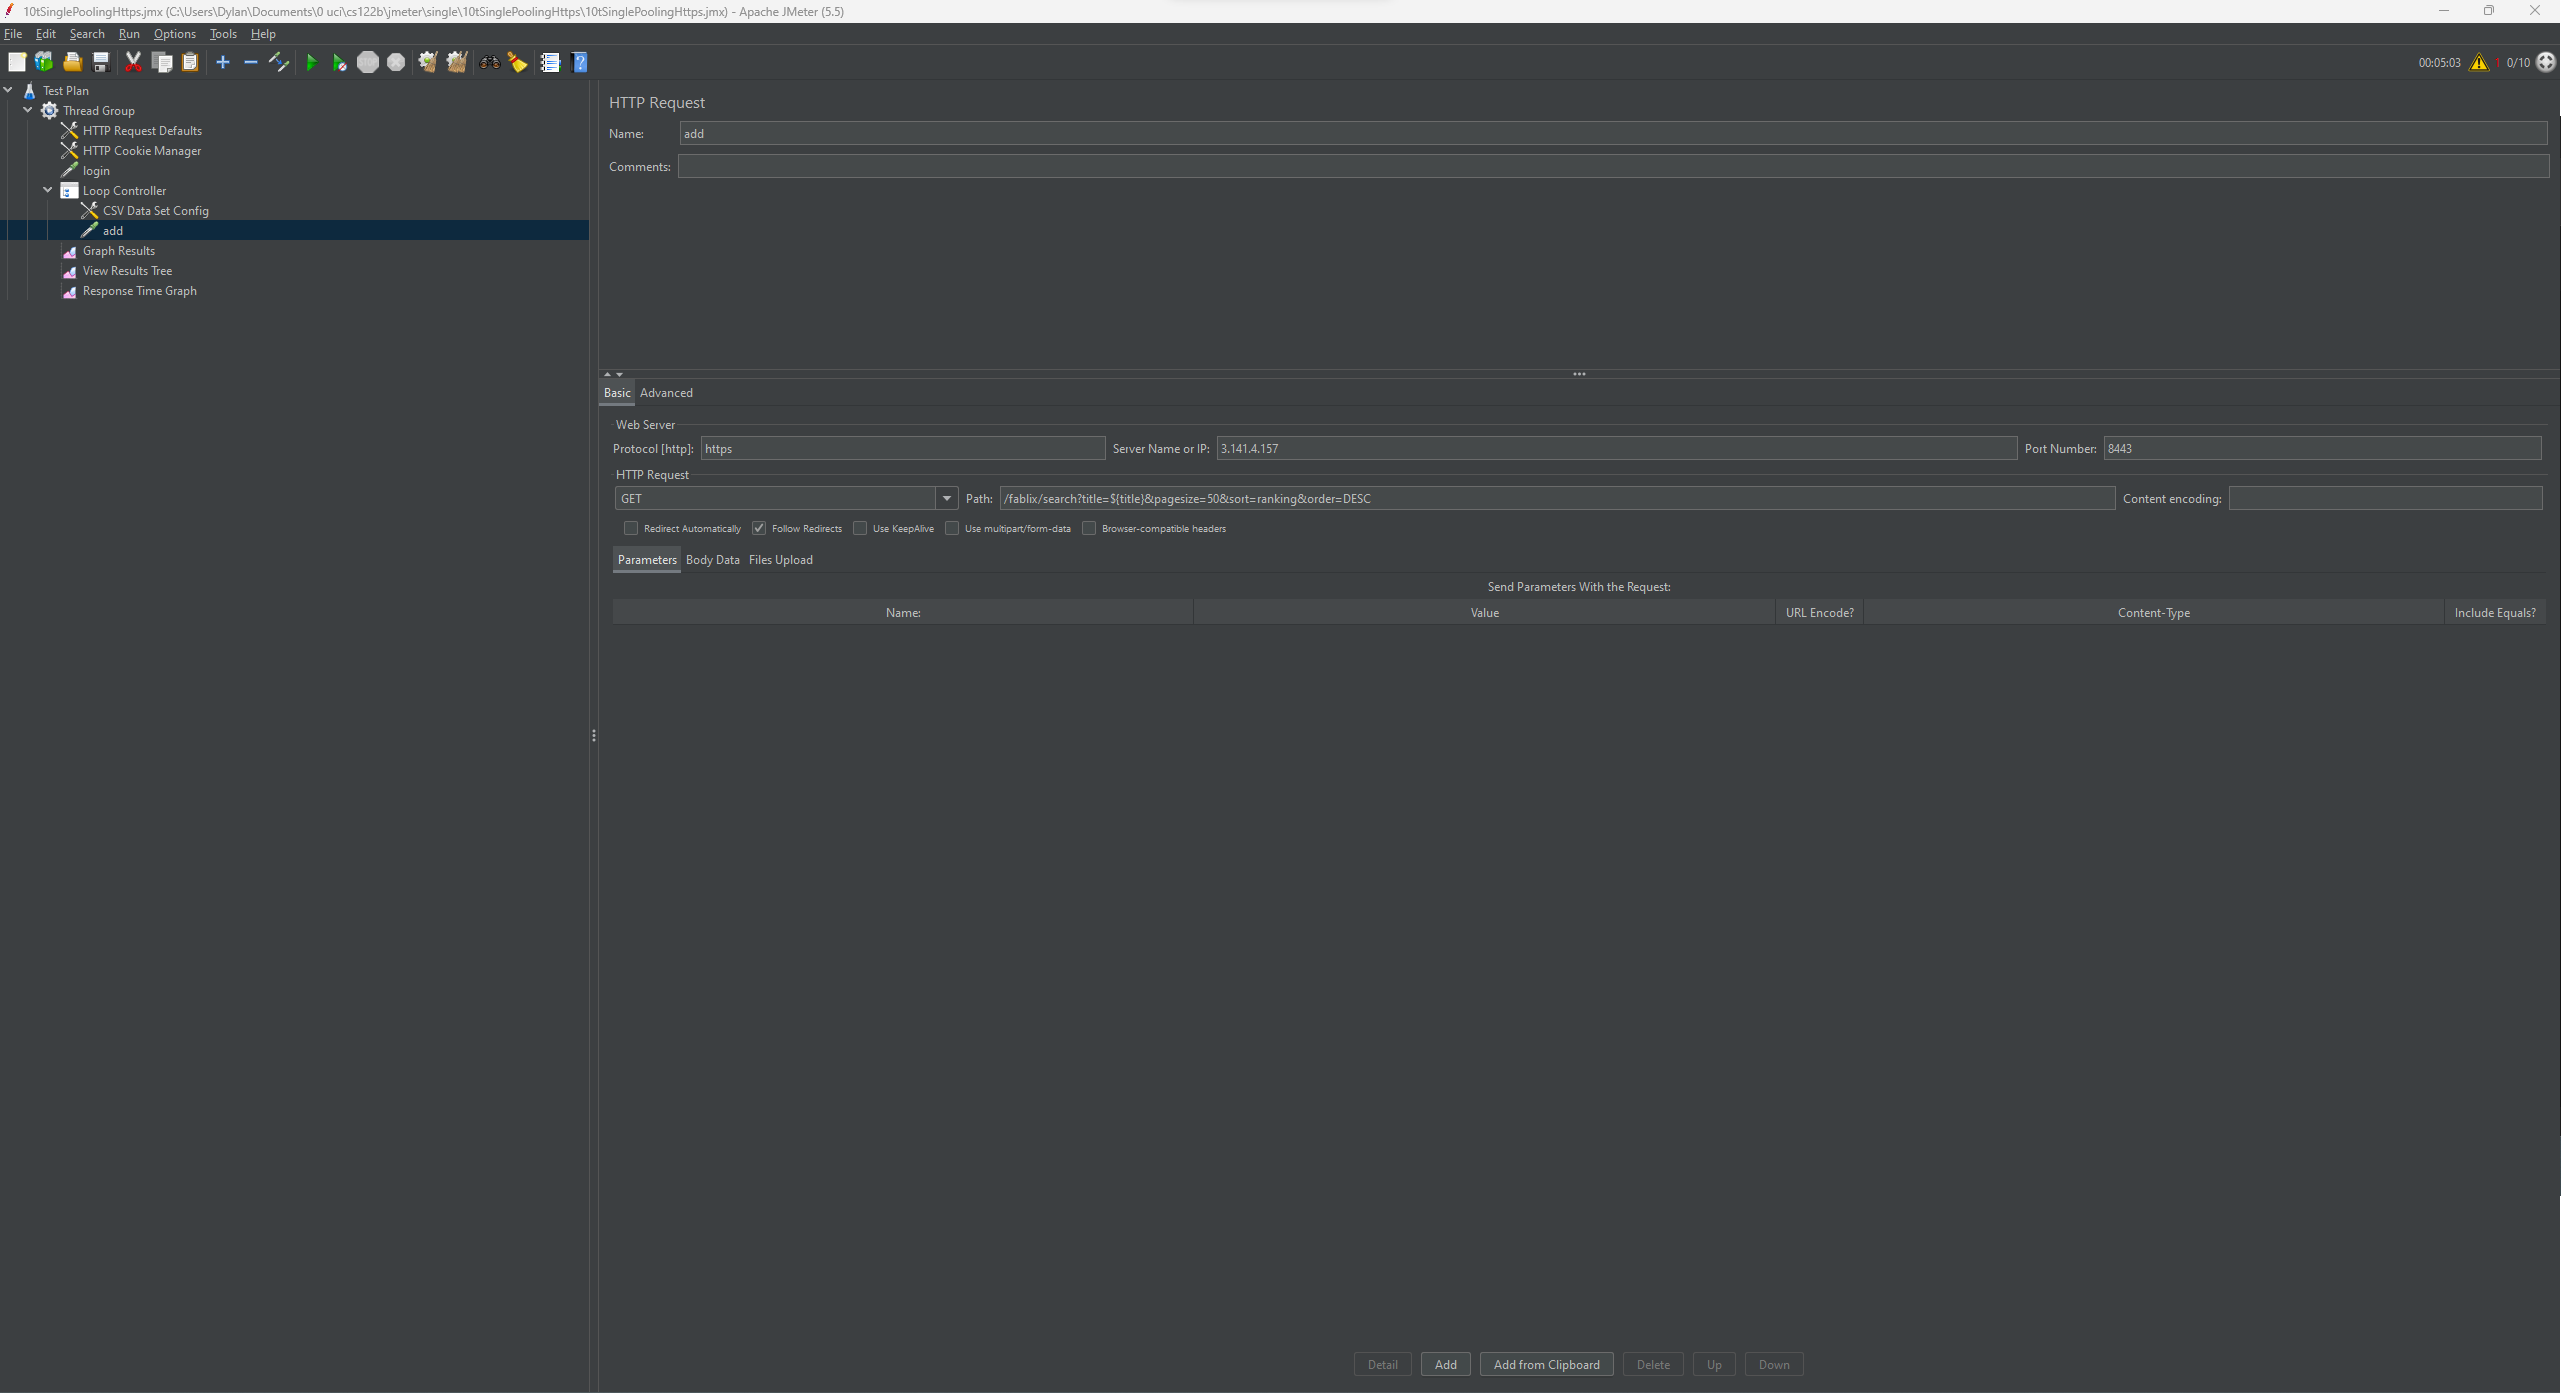 10tSinglePoolingHttps.jmx (C:\Users\Dylan\Documents\0 uci\cs122b\jmeter\single\10tSinglePoolingHttps\10tSinglePoolingHttps.jmx) - Apache JMeter (5.5)
File Edit Search Run Options Tools Help
00:05:03 1 0/10
Test Plan
Thread Group
HTTP Request Defaults
HTTP Cookie Manager
login
Loop Controller
CSV Data Set Config
add
Graph Results
View Results Tree
Response Time Graph
HTTP Request
Name: add
Comments:
Basic Advanced
Web Server
Protocol [http]: https Server Name or IP: 3.141.4.157 Port Number: 8443
HTTP Request
GET Path: /fablix/search?title=${title}&pagesize=50&sort=ranking&order=DESC Content encoding:
Redirect Automatically Follow Redirects Use KeepAlive Use multipart/form-data Browser-compatible headers
Parameters Body Data Files Upload
Send Parameters With the Request:
Name: Value URL Encode? Content-Type Include Equals?
Detail Add Add from Clipboard Delete Up Down